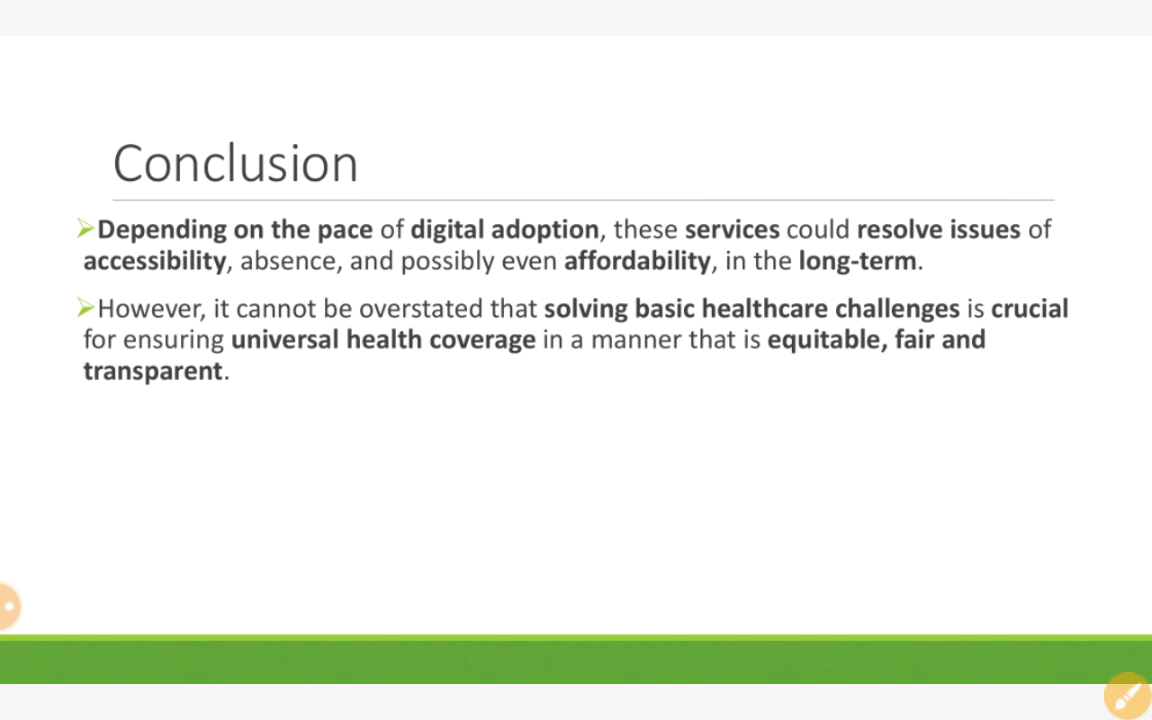 Conclusion
➢Depending on the pace of digital adoption, these services could resolve issues of
accessibility, absence, and possibly even affordability, in the long-term.
➢However, it cannot be overstated that solving basic healthcare challenges is crucial
for ensuring universal health coverage in a manner that is equitable, fair and
transparent.